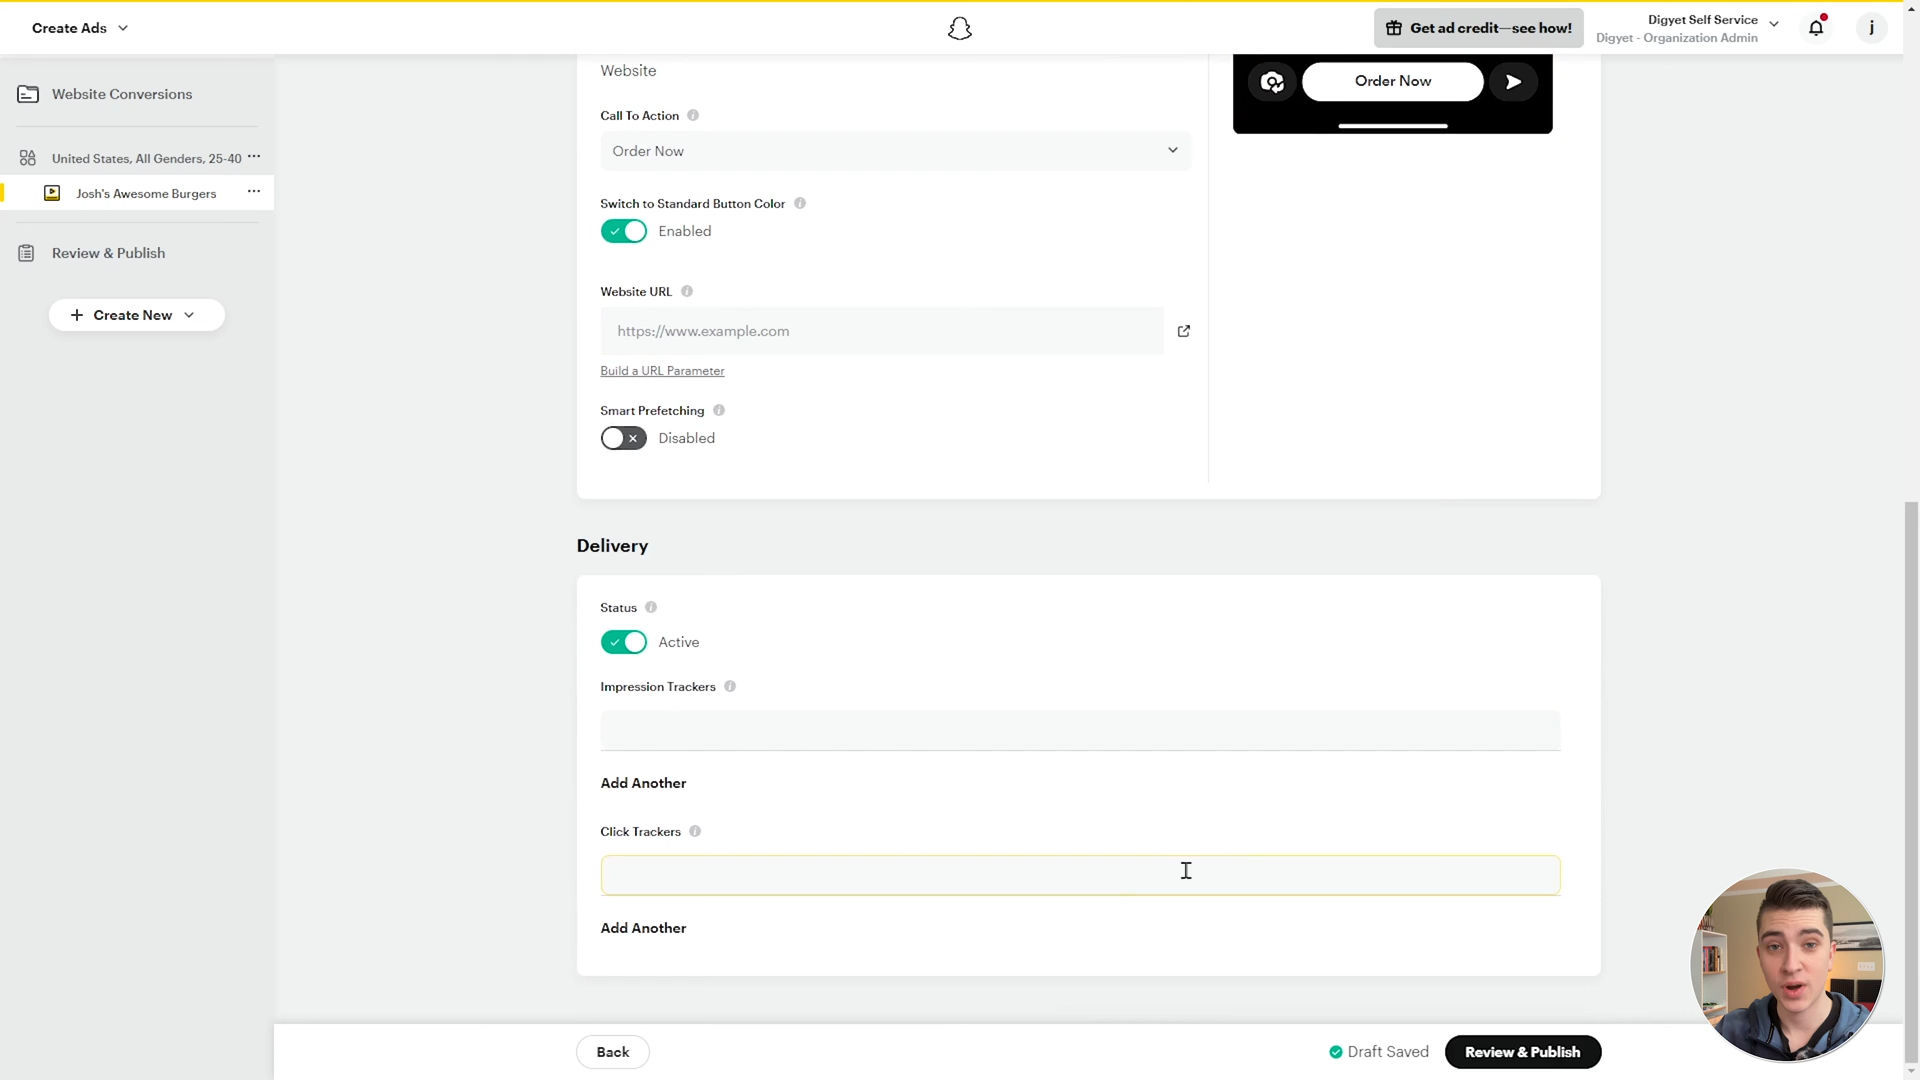 Create Ads
Get ad credit—see how!
Digyet Self Service
Digyet - Organization Admin
j
Website Conversions
United States, All Genders, 25-40
Josh's Awesome Burgers
Review & Publish
+ Create New
Website
Call To Action
Order Now
Switch to Standard Button Color
Enabled
Website URL
https://www.example.com
Build a URL Parameter
Smart Prefetching
Disabled
Order Now
Delivery
Status
Active
Impression Trackers
Add Another
Click Trackers
Add Another
Back
Draft Saved
Review & Publish